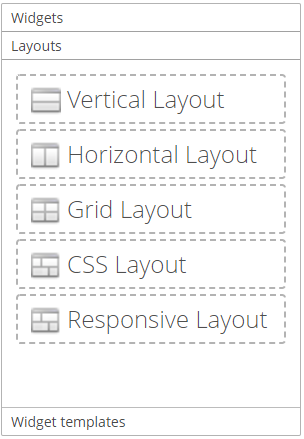 Widgets
Layouts
Vertical Layout
Horizontal Layout
Grid Layout
CSS Layout
Responsive Layout
Widget templates